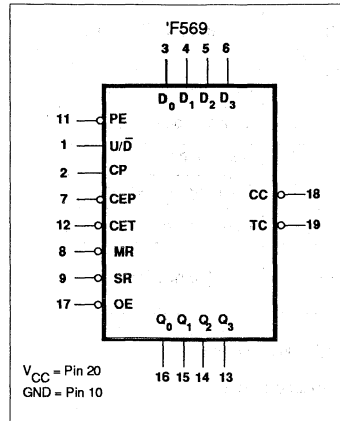 'F569
3 4 5 6
D0 D1 D2 D3
11 PE
1 U/D̅
2 CP
7 CEP
CC 18
12 CET
TC 19
8 MR
9 SR
17 OE
Q0 Q1 Q2 Q3
16 15 14 13
VCC = Pin 20
GND = Pin 10